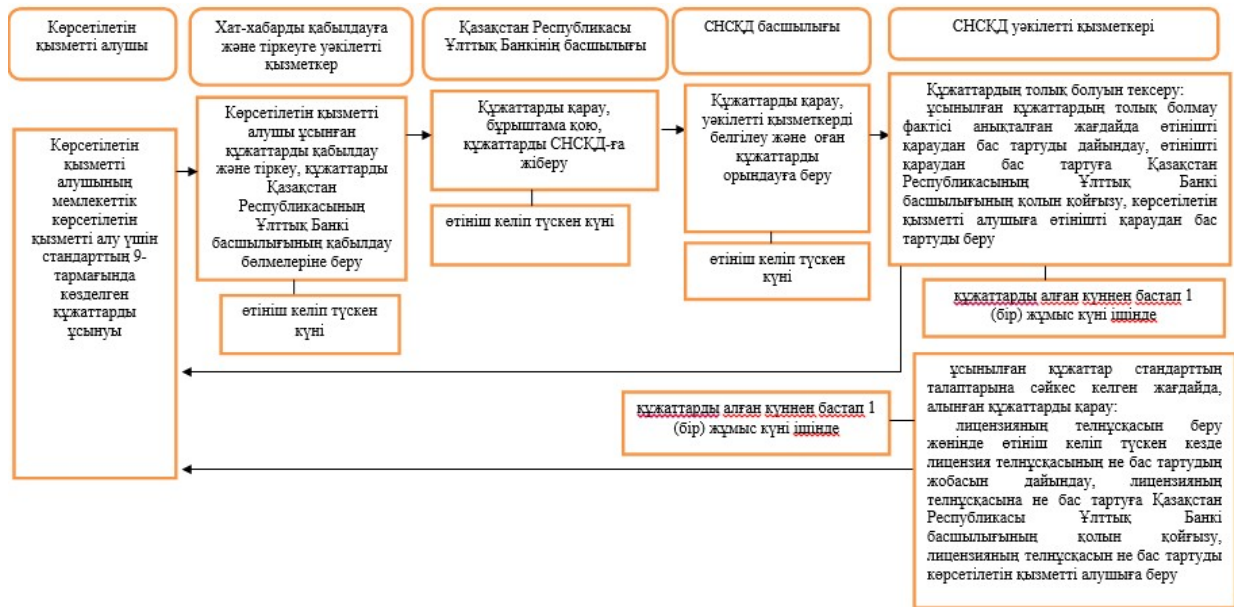 Көрсетілетін
қызметті алушы
Хат-хабарды қабылдауға
және тіркеуге уәкілетті
қызметкер
Қазақстан Республикасы
Ұлттық Банкінің басшылығы
СНСҚД басшылығы
СНСҚД уәкілетті қызметкері
Көрсетілетін
қызметті
алушының
мемлекеттік
көрсетілетін
қызметті алу үшін
стандарттың 9-
тармағында
көзделген
құжаттарды
ұсынуы
Көрсетілетін қызметті
алушы ұсынған
құжаттарды қабылдау
және тіркеу, құжаттарды
Қазақстан
Республикасының
Ұлттық Банкі
басшылығының қабылдау
бөлмелеріне беру
өтініш келіп түскен
күні
Құжаттарды қарау,
бұрыштама қою,
құжаттарды СНСҚД-ға
жіберу
өтініш келіп түскен күні
Құжаттарды қарау,
уәкілетті қызметкерді
белгілеу және оған
құжаттарды
орындауға беру
өтініш келіп түскен
күні
Құжаттардың толық болуын тексеру:
ұсынылған құжаттардың толық болмау
фактісі анықталған жағдайда өтінішті
қараудан бас тартуды дайындау, өтінішті
қараудан бас тартуға Қазақстан
Республикасының Ұлттық Банкі
басшылығының қолын қойғызу, көрсетілетін
қызметті алушыға өтінішті қараудан бас
тартуды беру
құжаттарды алған күннен бастап 1
(бір) жұмыс күні ішінде
құжаттарды алған күннен бастап 1
(бір) жұмыс күні ішінде
ұсынылған құжаттар стандарттың
талаптарына сәйкес келген жағдайда,
алынған құжаттарды қарау:
лицензияның телнұсқасын беру
жөнінде өтініш келіп түскен кезде
лицензия телнұсқасының не бас тартудың
жобасын дайындау, лицензияның
телнұсқасына не бас тартуға Қазақстан
Республикасы Ұлттық Банкі
басшылығының қолын қойғызу,
лицензияның телнұсқасын не бас тартуды
көрсетілетін қызметті алушыға беру